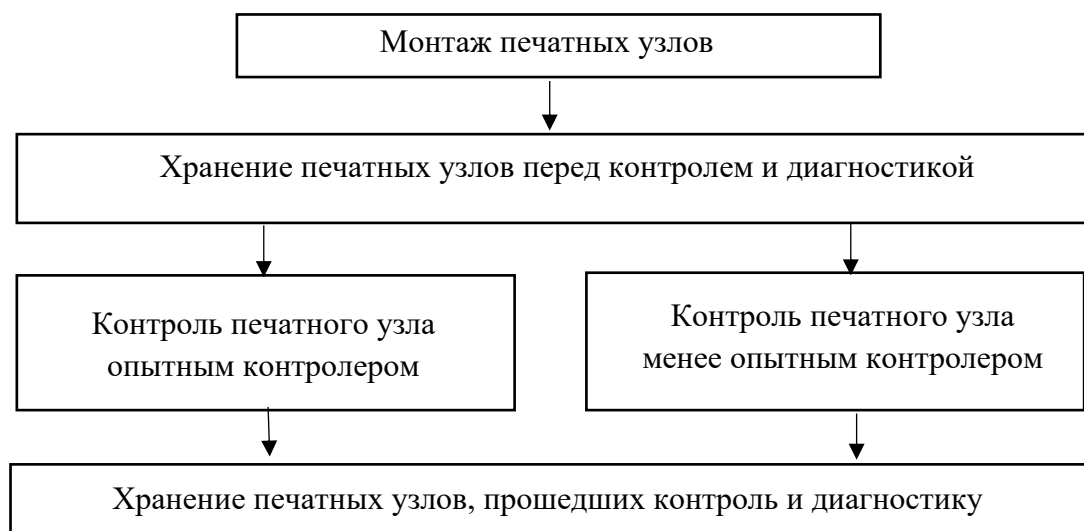 Монтаж печатных узлов
Хранение печатных узлов перед контролем и диагностикой
Контроль печатного узла
опытным контролером
Контроль печатного узла
менее опытным контролером
Хранение печатных узлов, прошедших контроль и диагностику